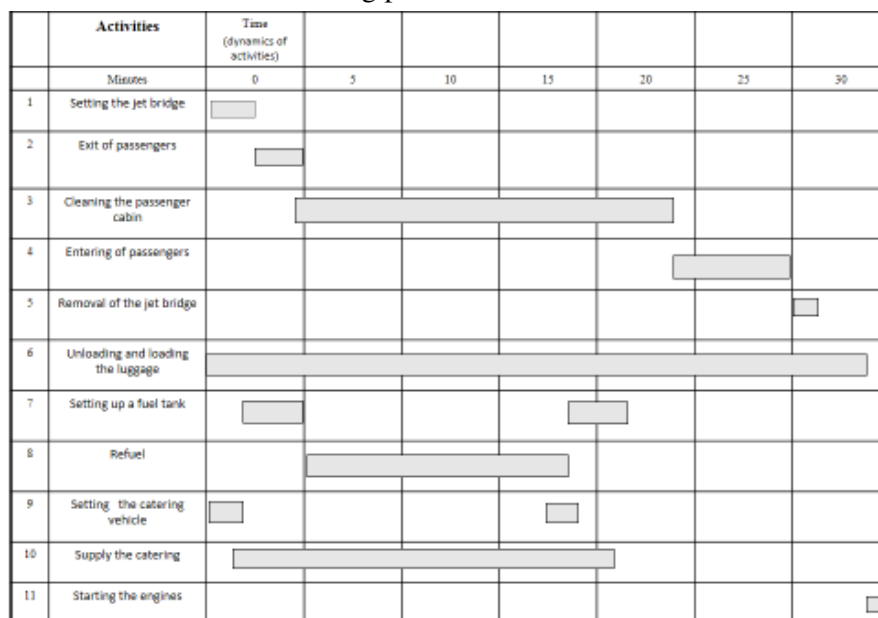 Activities
Time
(dynamics of
activities)
Minutes 0 5 10 15 20 25 30
1 Setting the jet bridge
2 Exit of passengers
3 Cleaning the passenger
cabin
4 Entering of passengers
5 Removal of the jet bridge
6 Unloading and loading
the luggage
7 Setting up a fuel tank
8 Refuel
9 Setting the catering
vehicle
10 Supply the catering
11 Starting the engines